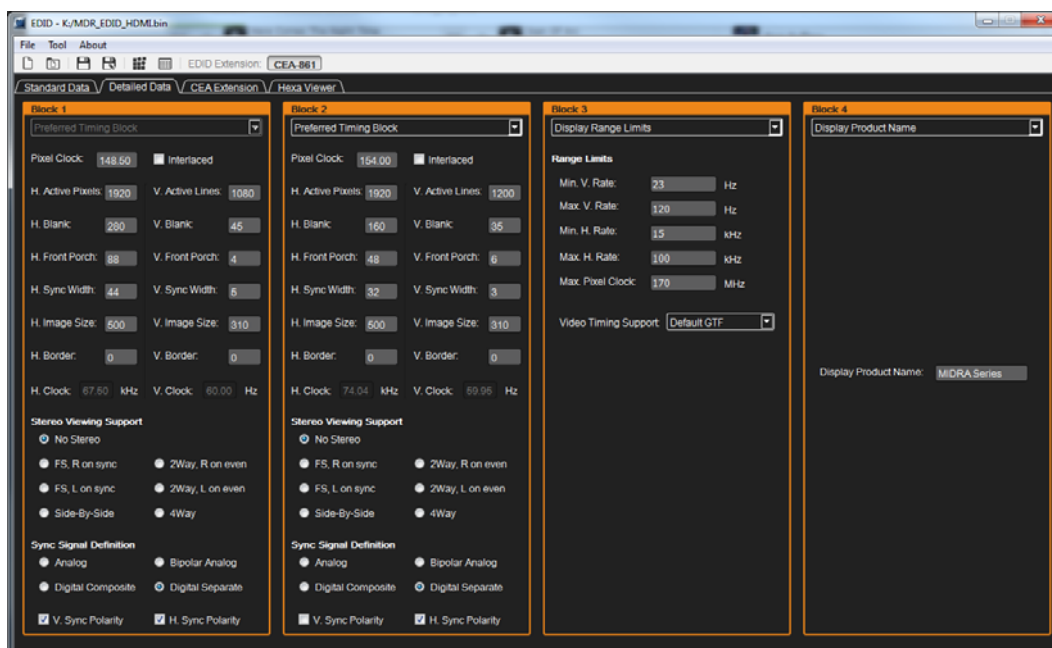 EDID - K:/MDR_EDID_HDMI.bin
File Tool About
EDID Extension: CEA-861
Standard Data Detailed Data CEA Extension Hexa Viewer
Block 1
Preferred Timing Block
Pixel Clock: 148.50 Interlaced
H. Active Pixels: 1920 V. Active Lines: 1080
H. Blank: 280 V. Blank: 45
H. Front Porch: 88 V. Front Porch: 4
H. Sync Width: 44 V. Sync Width: 5
H. Image Size: 500 V. Image Size: 310
H. Border: 0 V. Border: 0
H. Clock: 67.50 kHz V. Clock: 60.00 Hz
Stereo Viewing Support
No Stereo
FS, R on sync 2Way, R on even
FS, L on sync 2Way, L on even
Side-By-Side 4Way
Sync Signal Definition
Analog Bipolar Analog
Digital Composite Digital Separate
V. Sync Polarity H. Sync Polarity
Block 2
Preferred Timing Block
Pixel Clock: 154.00 Interlaced
H. Active Pixels: 1920 V. Active Lines: 1200
H. Blank: 160 V. Blank: 35
H. Front Porch: 48 V. Front Porch: 6
H. Sync Width: 32 V. Sync Width: 3
H. Image Size: 500 V. Image Size: 310
H. Border: 0 V. Border: 0
H. Clock: 74.04 kHz V. Clock: 59.95 Hz
Stereo Viewing Support
No Stereo
FS, R on sync 2Way, R on even
FS, L on sync 2Way, L on even
Side-By-Side 4Way
Sync Signal Definition
Analog Bipolar Analog
Digital Composite Digital Separate
V. Sync Polarity H. Sync Polarity
Block 3
Display Range Limits
Range Limits
Min. V. Rate: 23 Hz
Max. V. Rate: 120 Hz
Min. H. Rate: 15 kHz
Max. H. Rate: 100 kHz
Max. Pixel Clock: 170 MHz
Video Timing Support: Default GTF
Block 4
Display Product Name
Display Product Name: MIDRA Series